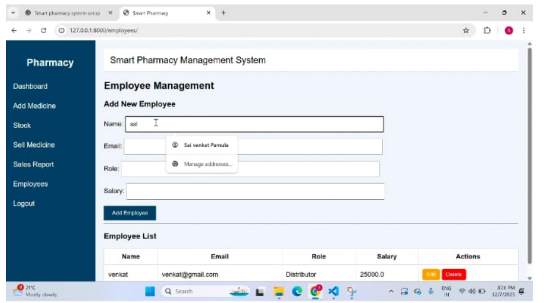 Smart pharmacy system setup
Smart Pharmacy
127.0.0.1:8000/employees/
Pharmacy
Smart Pharmacy Management System
Dashboard
Add Medicine
Stock
Sell Medicine
Sales Report
Employees
Logout
Employee Management
Add New Employee
Name: sai
Sai venket Pamula
Manage addresses...
Email:
Role:
Salary:
Add Employee
Employee List
Name Email Role Salary Actions
venkat venkat@gmail.com Distributor 25000.0 Edit Delete
21°C
Mostly cloudy
Search
ENG
IN
8:26 PM
12/7/2025